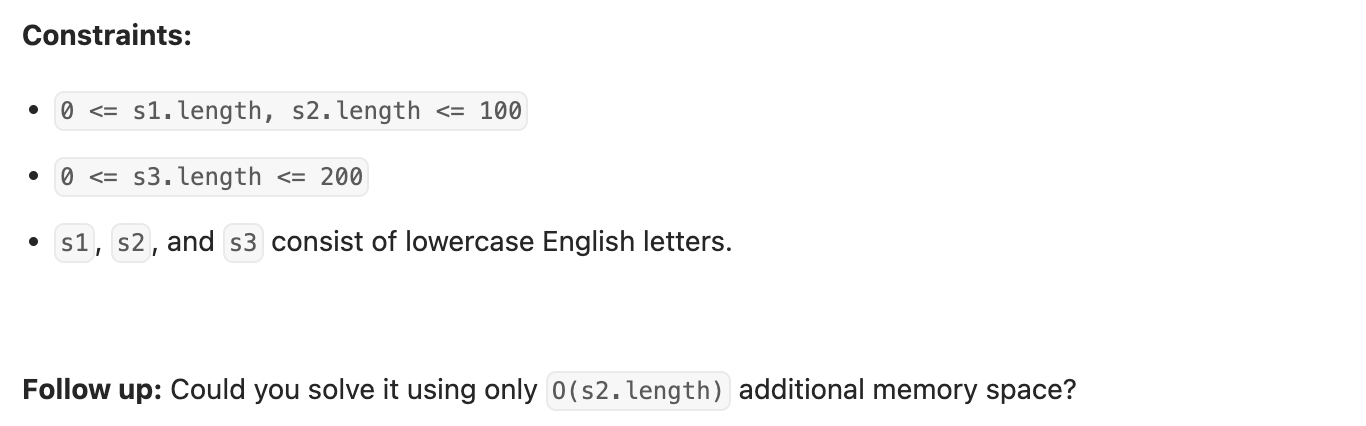 Constraints:
• 0 <= s1.length, s2.length <= 100
• 0 <= s3.length <= 200
• s1, s2, and s3 consist of lowercase English letters.
Follow up: Could you solve it using only O(s2.length) additional memory space?